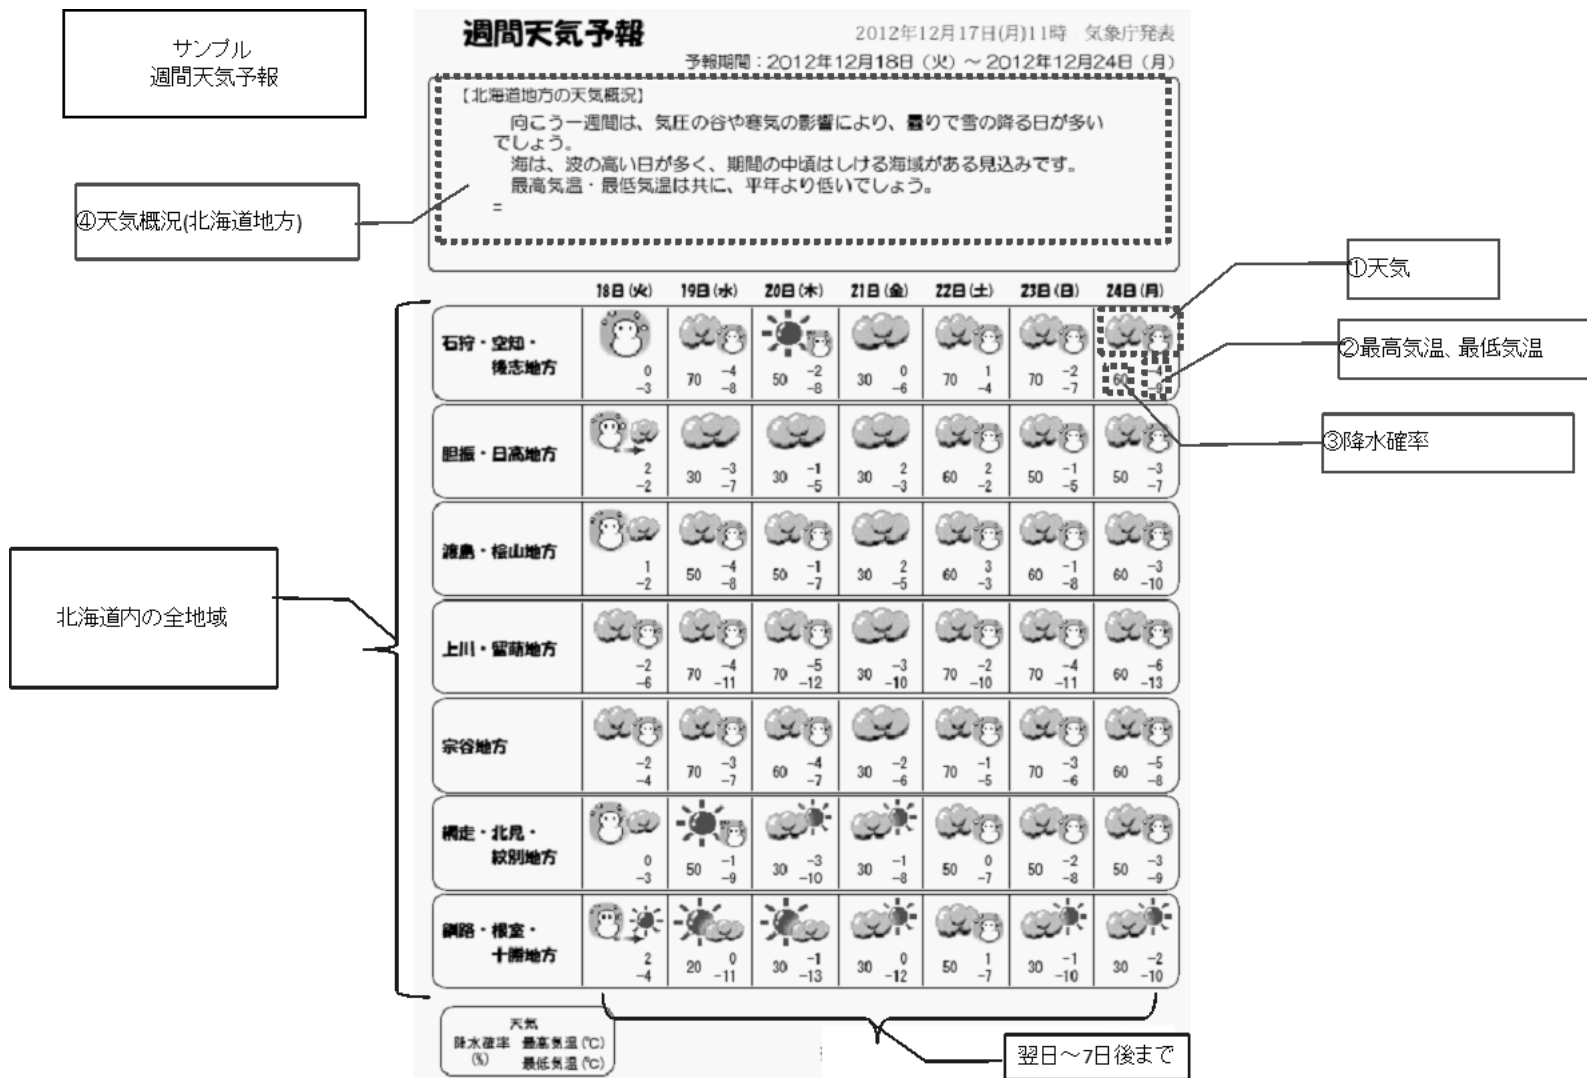 サンプル
週間天気予報
週間天気予報
2012年12月17日(月)11時 気象庁発表
予報期間:2012年12月18日(火)~2012年12月24日(月)
【北海道地方の天気概況】
向こう一週間は、気圧の谷や寒気の影響により、曇りで雪の降る日が多い
でしょう。
海は、波の高い日が多く、期間の中頃はしける海域がある見込みです。
最高気温・最低気温は共に、平年より低いでしょう。
=
④天気概況(北海道地方)
①天気
②最高気温、最低気温
③降水確率
北海道内の全地域
18日(火) 19日(水) 20日(木) 21日(金) 22日(土) 23日(日) 24日(月)
石狩・空知・
後志地方
0 -4 -2 0 1 -2 -4
70 50 30 70 70 60
-3 -8 -8 -6 -4 -7 -9
胆振・日高地方
2 -3 -1 2 2 -1 -3
30 30 30 60 50 50
-2 -7 -5 -3 -2 -5 -7
渡島・桧山地方
1 -4 -1 2 3 -1 -3
50 50 30 60 60 60
-2 -8 -7 -5 -3 -8 -10
上川・留萌地方
-2 -4 -5 -3 -2 -4 -6
70 70 30 70 70 60
-6 -11 -12 -10 -10 -11 -13
宗谷地方
-2 -3 -4 -2 -1 -3 -5
70 60 30 70 70 60
-4 -7 -7 -6 -5 -6 -8
網走・北見・
紋別地方
0 -1 -3 -1 0 -2 -3
50 30 30 50 50 50
-3 -9 -10 -8 -7 -8 -9
釧路・根室・
十勝地方
2 0 -1 0 1 -1 -2
20 30 30 50 30 30
-4 -11 -13 -12 -7 -10 -10
天気
降水確率 最高気温(℃)
(%) 最低気温(℃)
翌日~7日後まで